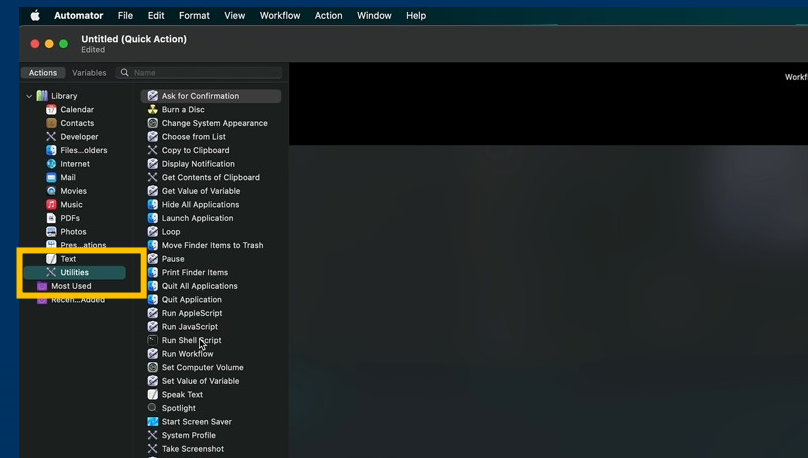 Automator File Edit Format View Workflow Action Window Help
Untitled (Quick Action)
Edited
Actions Variables Name
Library
Calendar
Contacts
Developer
Files...olders
Internet
Mail
Movies
Music
PDFs
Photos
Pres...ations
Text
Utilities
Most Used
Recen...Added
Ask for Confirmation
Burn a Disc
Change System Appearance
Choose from List
Copy to Clipboard
Display Notification
Get Contents of Clipboard
Get Value of Variable
Hide All Applications
Launch Application
Loop
Move Finder Items to Trash
Pause
Print Finder Items
Quit All Applications
Quit Application
Run AppleScript
Run JavaScript
Run Shell Script
Run Workflow
Set Computer Volume
Set Value of Variable
Speak Text
Spotlight
Start Screen Saver
System Profile
Take Screenshot
Workf